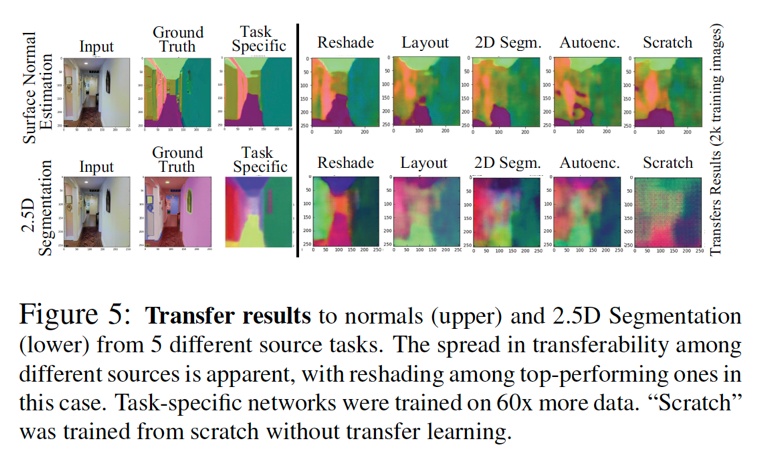 Input
Ground Truth
Task Specific
Reshade
Layout
2D Segm.
Autoenc.
Scratch
Surface Normal Estimation
Input
Ground Truth
Task Specific
Reshade
Layout
2D Segm.
Autoenc.
Scratch
2.5D Segmentation
Transfers Results (2k training images)
Figure 5: Transfer results to normals (upper) and 2.5D Segmentation
(lower) from 5 different source tasks. The spread in transferability among
different sources is apparent, with reshading among top-performing ones in
this case. Task-specific networks were trained on 60x more data. “Scratch”
was trained from scratch without transfer learning.